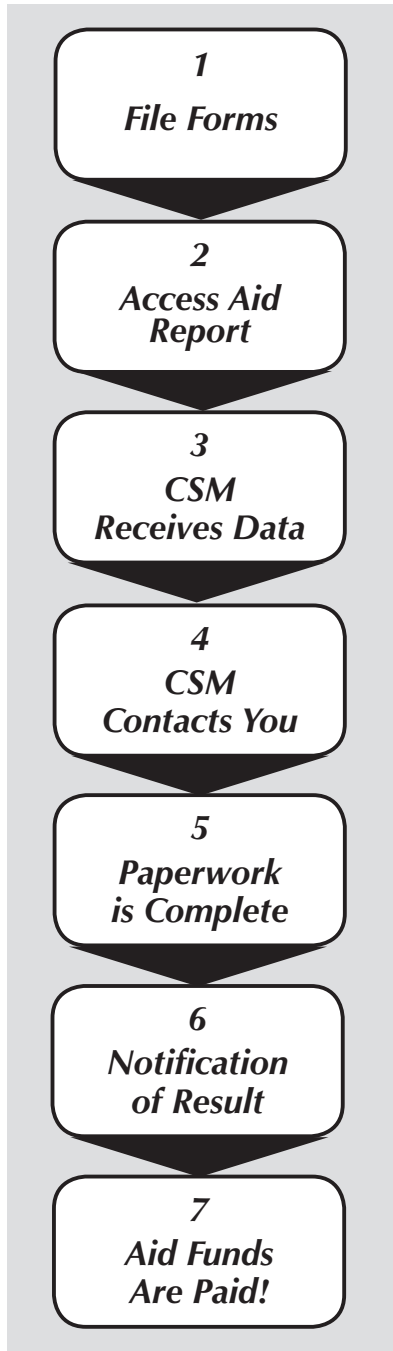 1
File Forms
2
Access Aid
Report
3
CSM
Receives Data
4
CSM
Contacts You
5
Paperwork
is Complete
6
Notification
of Result
7
Aid Funds
Are Paid!